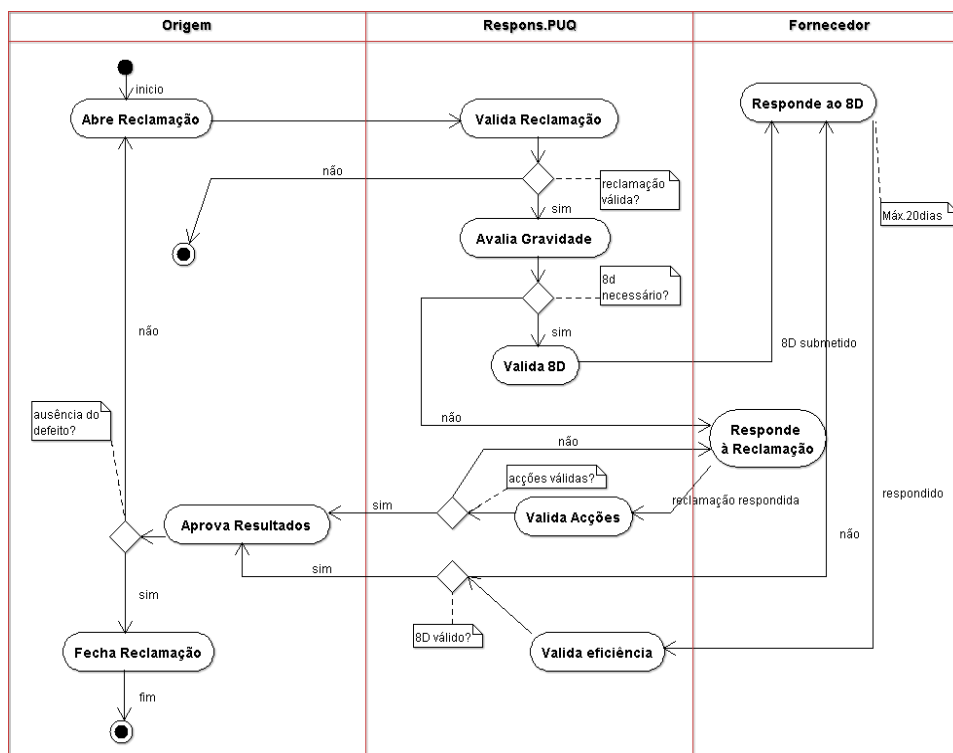 Origem
Respons.PUQ
Fornecedor
inicio
Abre Reclamação
Valida Reclamação
Responde ao 8D
não
reclamação
válida?
sim
Máx.20dias
Avalia Gravidade
8d
necessário?
sim
não
8D submetido
Valida 8D
ausência do
defeito?
não
Responde
à Reclamação
não
acções válidas?
sim
reclamação respondida
respondido
Aprova Resultados
Valida Acções
não
sim
sim
8D válido?
Fecha Reclamação
Valida eficiência
fim